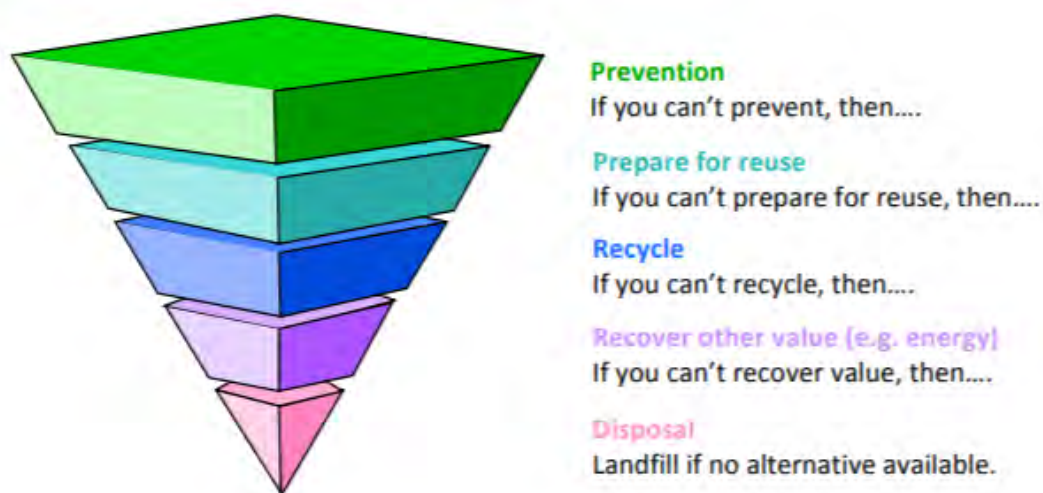 Prevention
If you can't prevent, then....
Prepare for reuse
If you can't prepare for reuse, then....
Recycle
If you can't recycle, then....
Recover other value (e.g. energy)
If you can't recover value, then....
Disposal
Landfill if no alternative available.